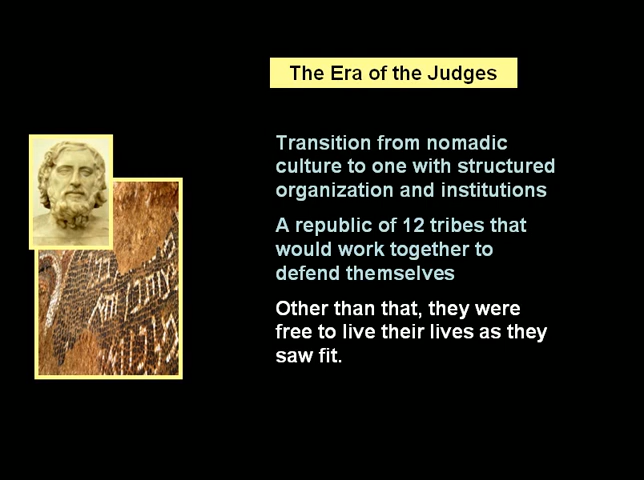 The Era of the Judges
Transition from nomadic
culture to one with structured
organization and institutions
A republic of 12 tribes that
would work together to
defend themselves
Other than that, they were
free to live their lives as they
saw fit.